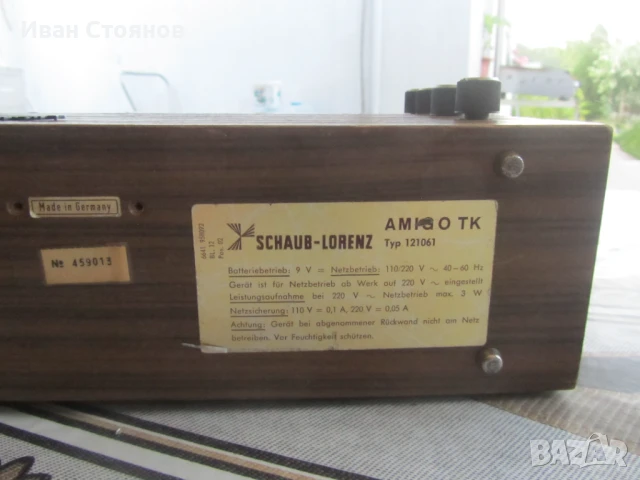 Иван Стоянов
Made in Germany
№ 459013
SCHAUB-LORENZ
AMIGO TK
Typ 121061
Batteriebetrieb: 9 V = Netzbetrieb: 110/220 V ~ 40-60 Hz
Gerät ist für Netzbetrieb ab Werk auf 220 V ~ eingestellt
Leistungsaufnahme bei 220 V ~ Netzbetrieb max. 3 W
Netzsicherung: 110 V = 0,1 A, 220 V = 0,05 A
Achtung: Gerät bei abgenommener Rückwand nicht am Netz
betreiben. Vor Feuchtigkeit schützen.
BAZAR